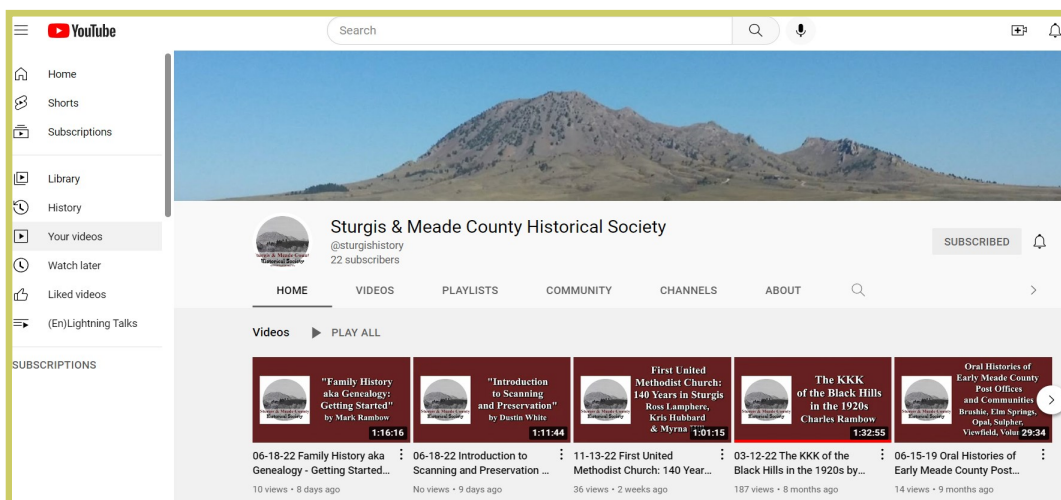 YouTube
Search
Home
Shorts
Subscriptions
Library
History
Your videos
Watch later
Liked videos
(En)Lightning Talks
SUBSCRIPTIONS
Sturgis & Meade County Historical Society
@sturgishistory
22 subscribers
SUBSCRIBED
HOME VIDEOS PLAYLISTS COMMUNITY CHANNELS ABOUT
Videos PLAY ALL
"Family History
aka Genealogy:
Getting Started"
by Mark Rambow
1:16:16
06-18-22 Family History aka
Genealogy - Getting Started...
10 views • 8 days ago
"Introduction
to Scanning
and Preservation"
by Dustin White
1:11:44
06-18-22 Introduction to
Scanning and Preservation ...
No views • 9 days ago
First United
Methodist Church:
140 Years in Sturgis
Ross Lamphere,
Kris Hubbard
& Myrna
1:01:15
11-13-22 First United
Methodist Church: 140 Year...
36 views • 2 weeks ago
The KKK
of the Black Hills
in the 1920s
Charles Rambow
1:32:55
03-12-22 The KKK of the
Black Hills in the 1920s by...
187 views • 8 months ago
Oral Histories of
Early Meade County
Post Offices
and Communities
Brushie, Elm Springs,
Opal, Sulpher,
Viewfield,
29:34
06-15-19 Oral Histories of
Early Meade County Post...
14 views • 9 months ago